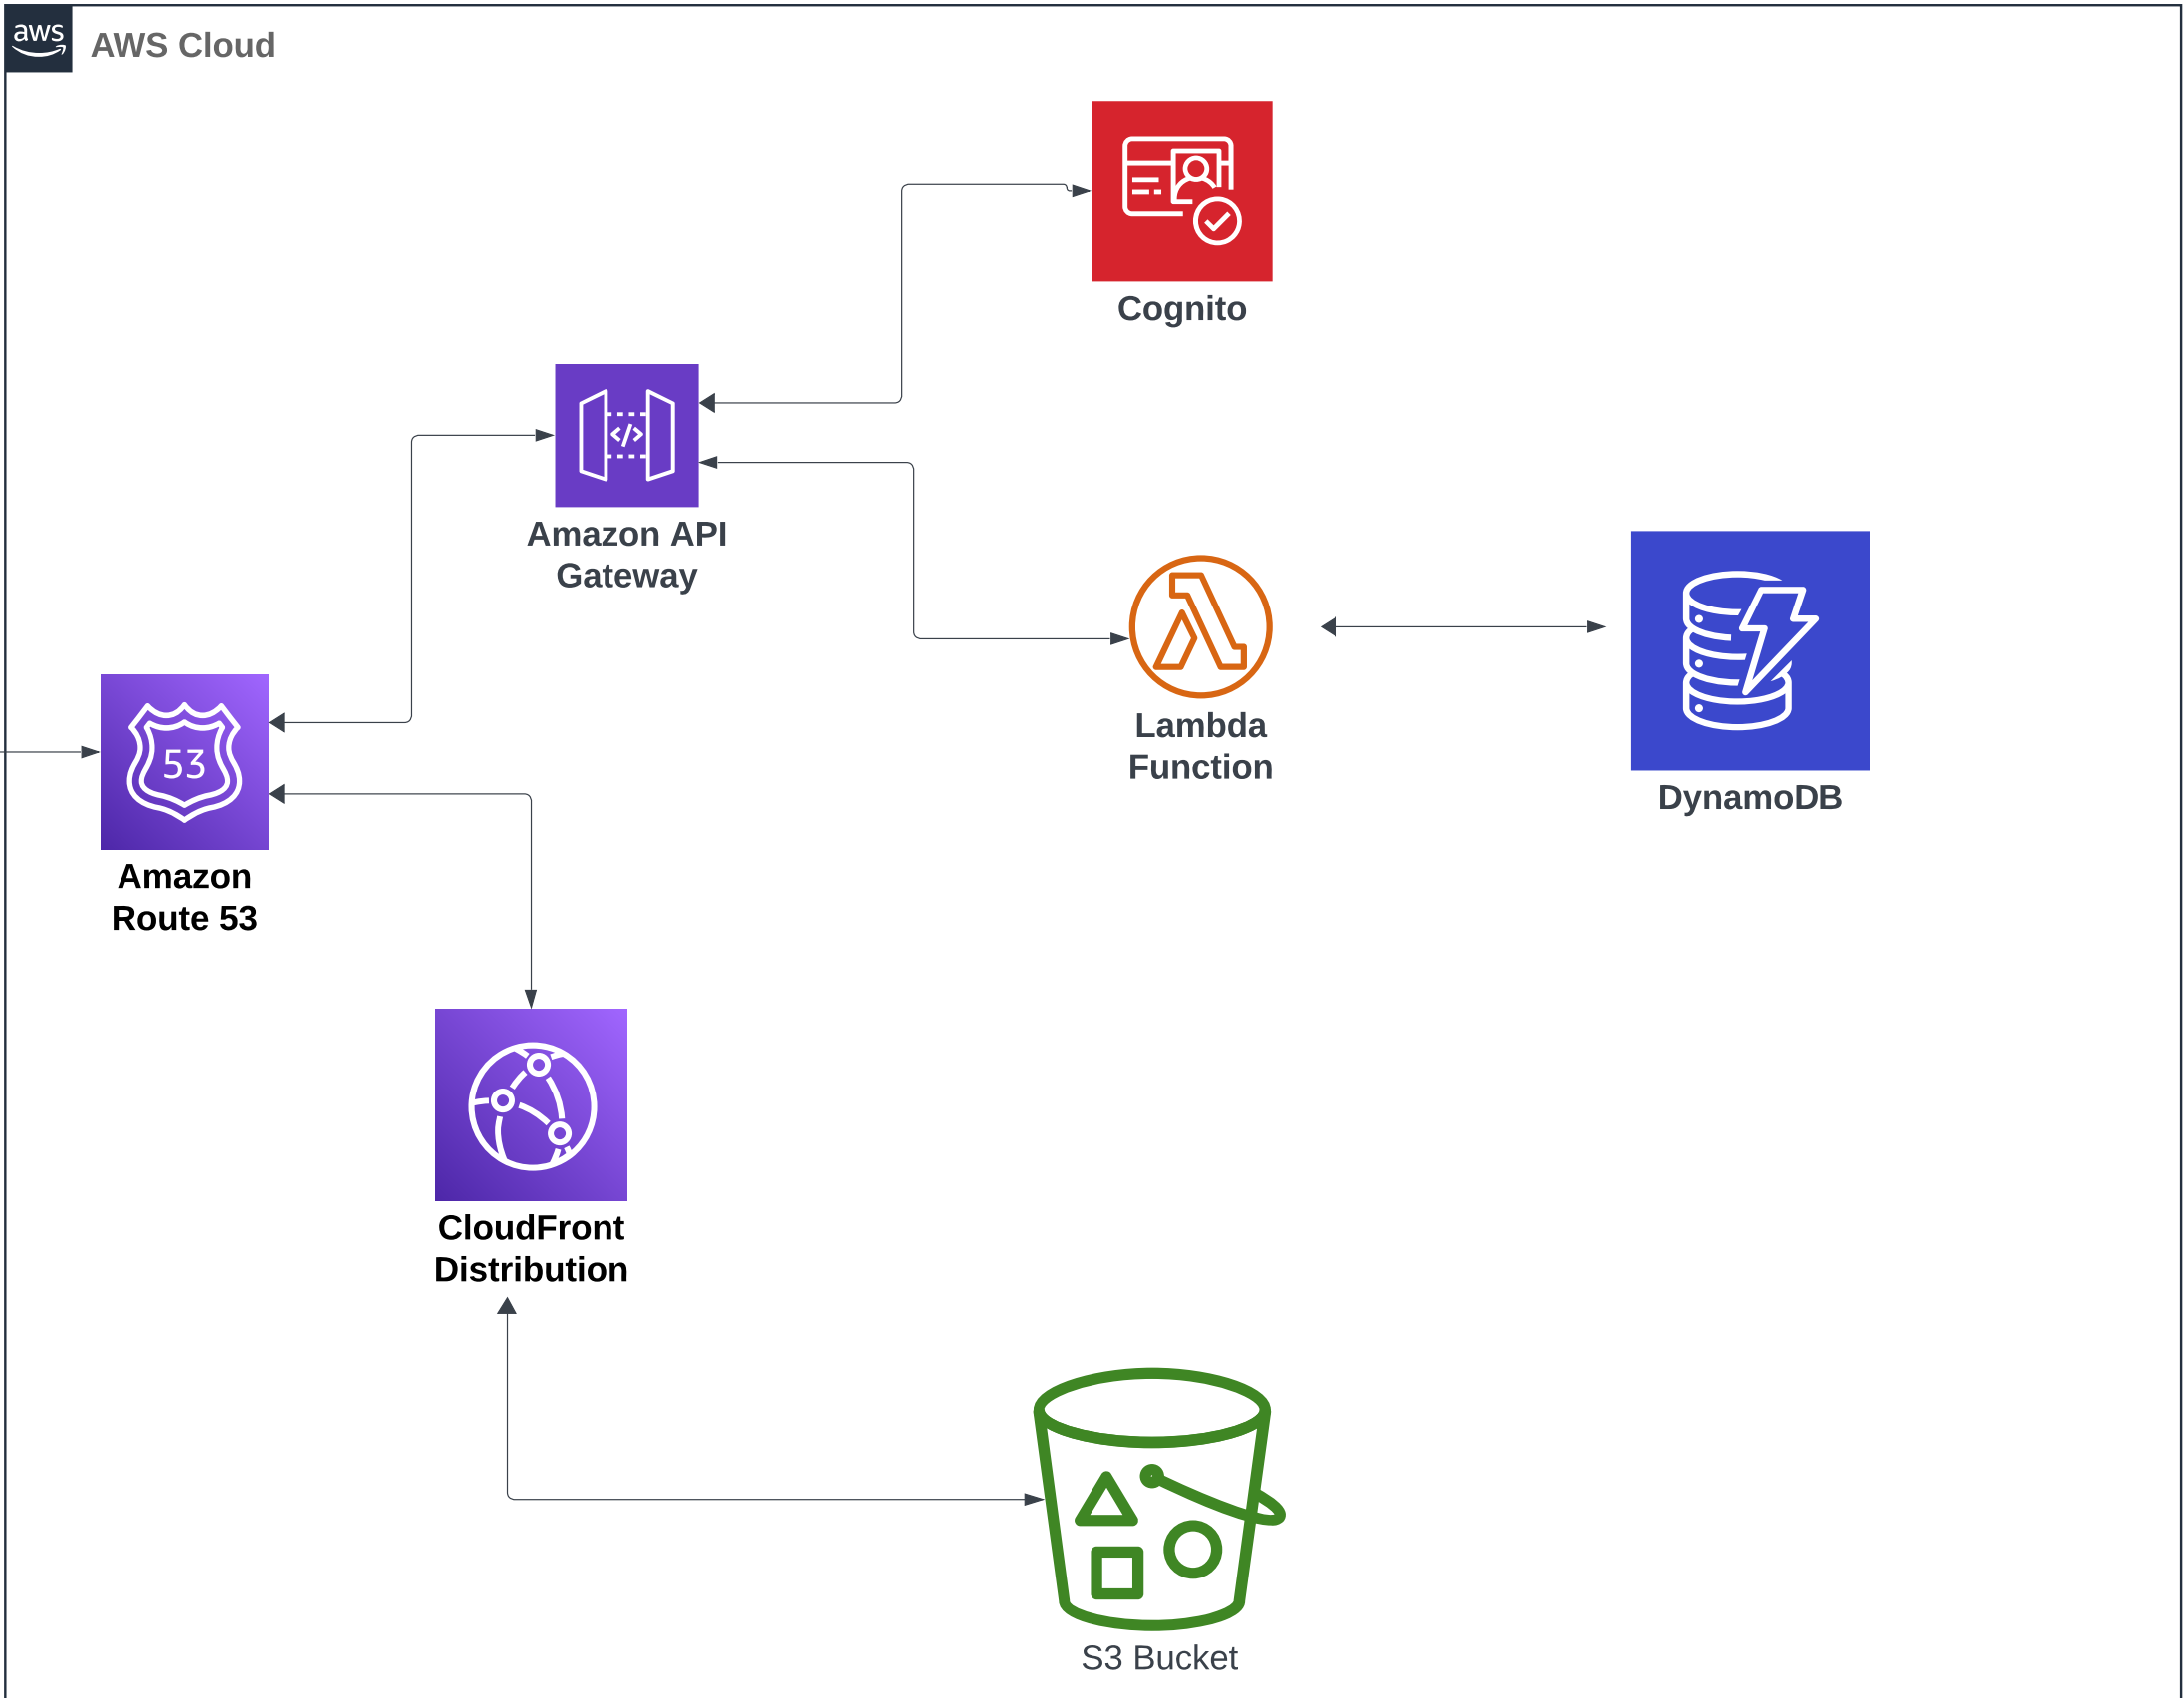 aws
AWS Cloud
Cognito
Amazon API
Gateway
Lambda
Function
DynamoDB
53
Amazon
Route 53
CloudFront
Distribution
S3 Bucket